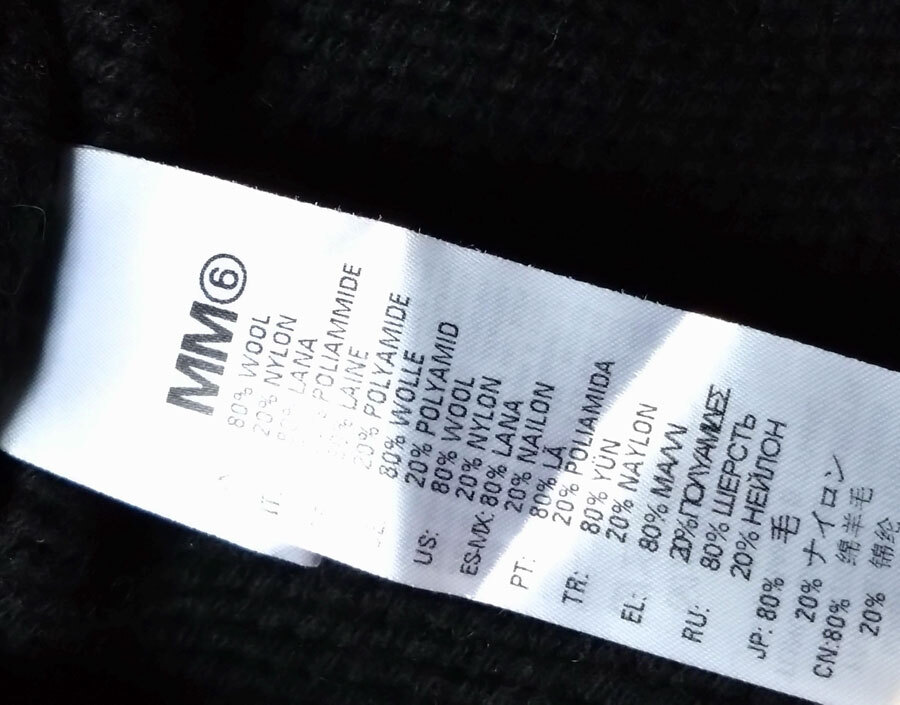 MM⑥
80% WOOL
20% NYLON
IT: 80% LANA
POLIAMMIDE
LAINE
20% POLYAMIDE
80% WOLLE
20% POLYAMID
US: 80% WOOL
20% NYLON
ES-MX: 80% LANA
20% NAILON
PT: 80% LÃ
20% POLIAMIDA
TR: 80% YÜN
20% NAYLON
EL: 80% ΜΑΛΛΙ
20% ΠΟΛΥΑΜΙΔΕΣ
RU: 80% ШЕРСТЬ
20% НЕЙЛОН
JP: 80% 毛
20% ナイロン
CN:80% 绵羊毛
20% 锦纶